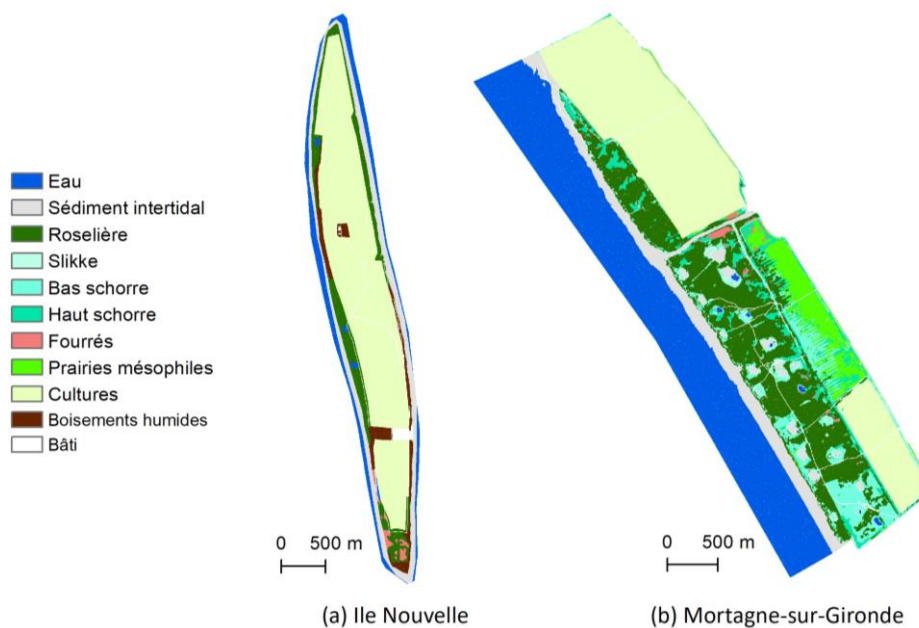 Eau
Sédiment intertidal
Roselière
Slikke
Bas schorre
Haut schorre
Fourrés
Prairies mésophiles
Cultures
Boisements humides
Bâti
0 500 m
0 500 m
(a) Ile Nouvelle
(b) Mortagne-sur-Gironde